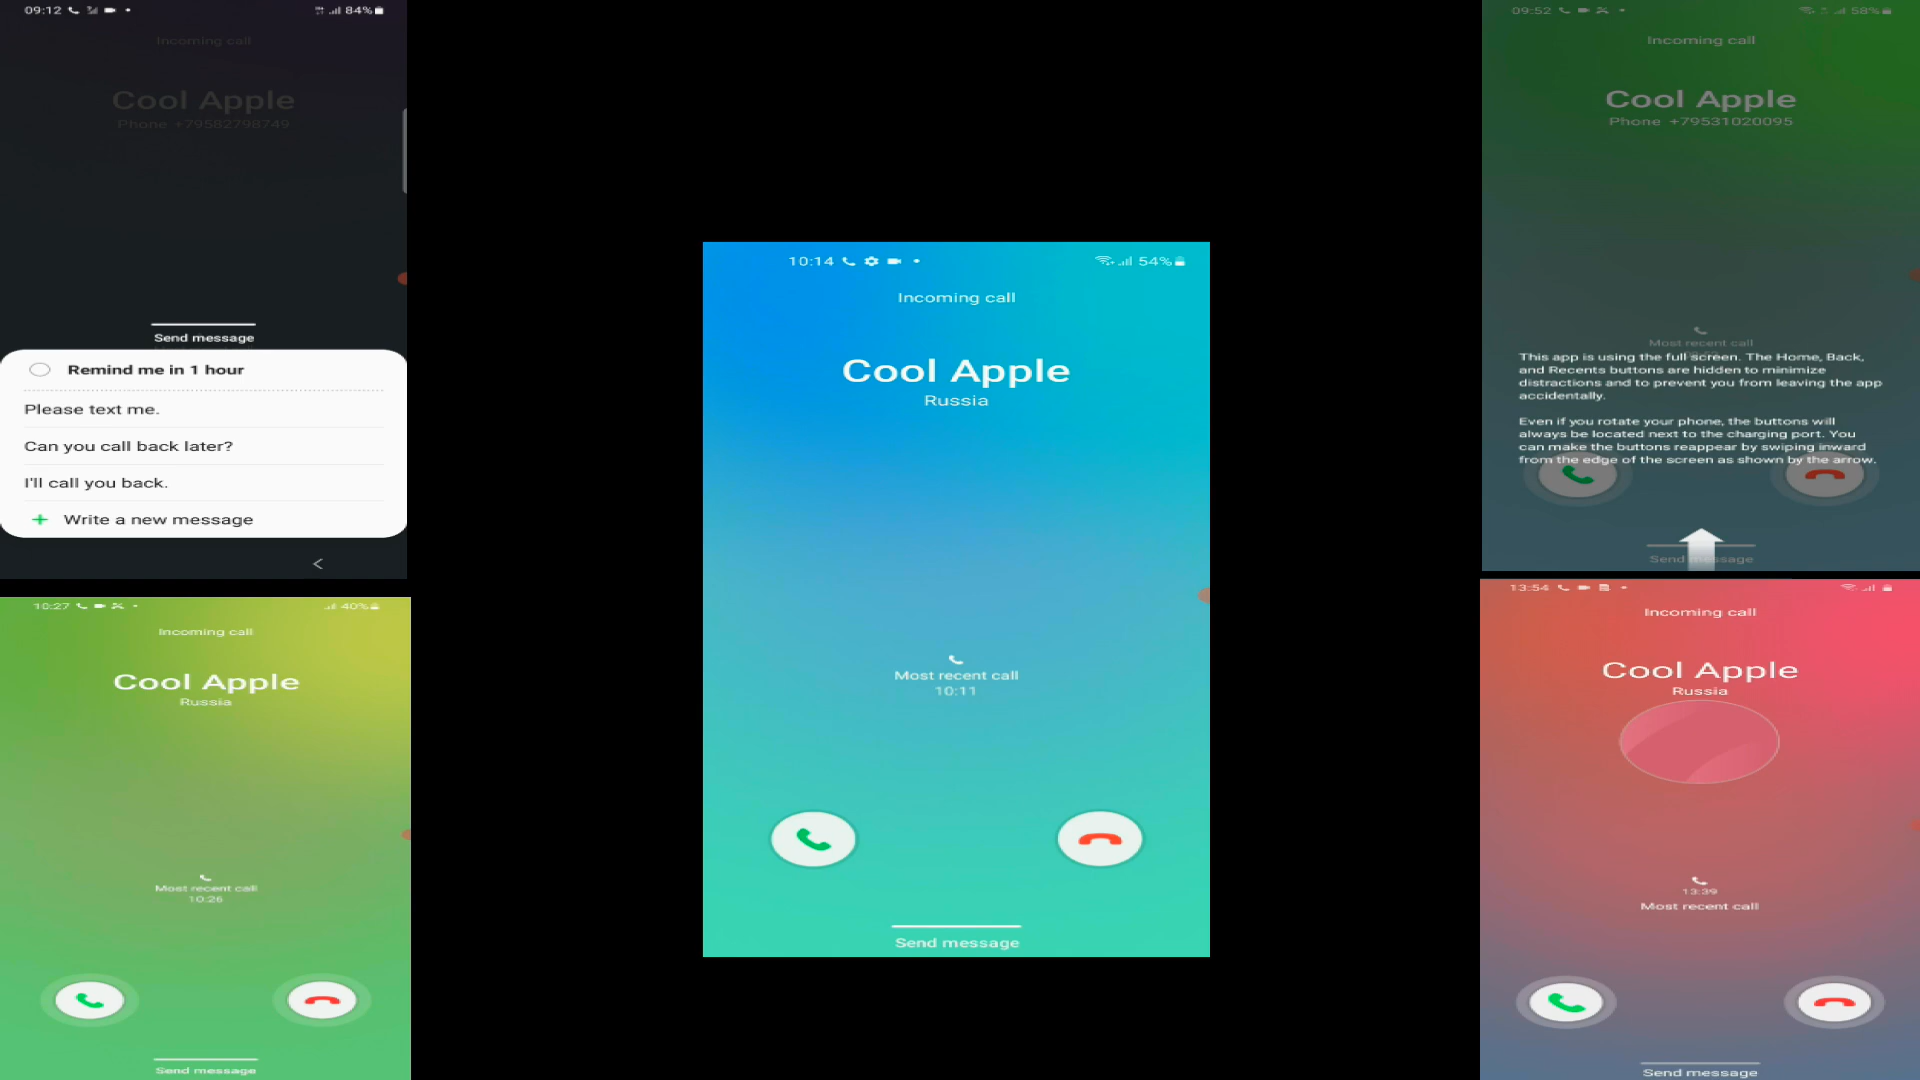 09:12
84%
Incoming call
Cool Apple
Phone +79582798749
Send message
Remind me in 1 hour
Please text me.
Can you call back later?
I'll call you back.
Write a new message
10:27
40%
Incoming call
Cool Apple
Russia
Most recent call
10:26
Send message
10:14
54%
Incoming call
Cool Apple
Russia
Most recent call
10:11
Send message
09:52
58%
Incoming call
Cool Apple
Phone +79531020095
Most recent call
This app is using the full screen. The Home, Back,
and Recents buttons are hidden to minimize
distractions and to prevent you from leaving the app
accidentally.
Even if you rotate your phone, the buttons will
always be located next to the charging port. You
can make the buttons reappear by swiping inward
from the edge of the screen as shown by the arrow.
Send message
13:54
Incoming call
Cool Apple
Russia
13:39
Most recent call
Send message